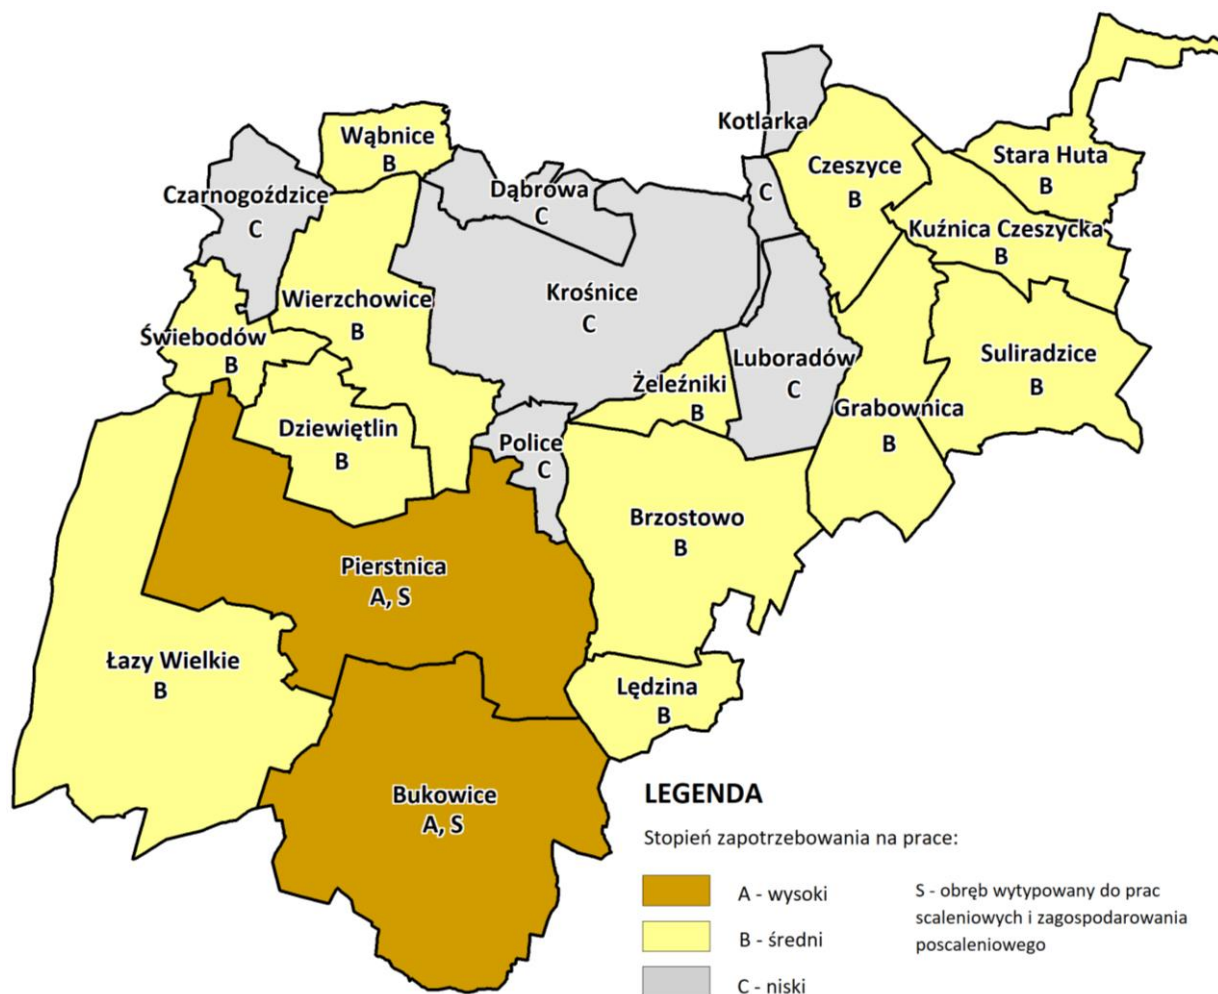 Kotlarka
C
Wąbnice
B
Stara Huta
B
Czeszyce
B
Czarnogoździce
C
Dąbrowa
C
Kuźnica Czeszycka
B
Krośnice
C
Wierzchowice
B
Świebodów
B
Luboradów
C
Suliradzice
B
Żeleźniki
B
Grabownica
B
Dziewiętlin
B
Police
C
Brzostowo
B
Pierstnica
A, S
Łazy Wielkie
B
Lędzina
B
Bukowice
A, S
LEGENDA
Stopień zapotrzebowania na prace:
A - wysoki
B - średni
C - niski
S - obręb wytypowany do prac
scaleniowych i zagospodarowania
poscaleniowego